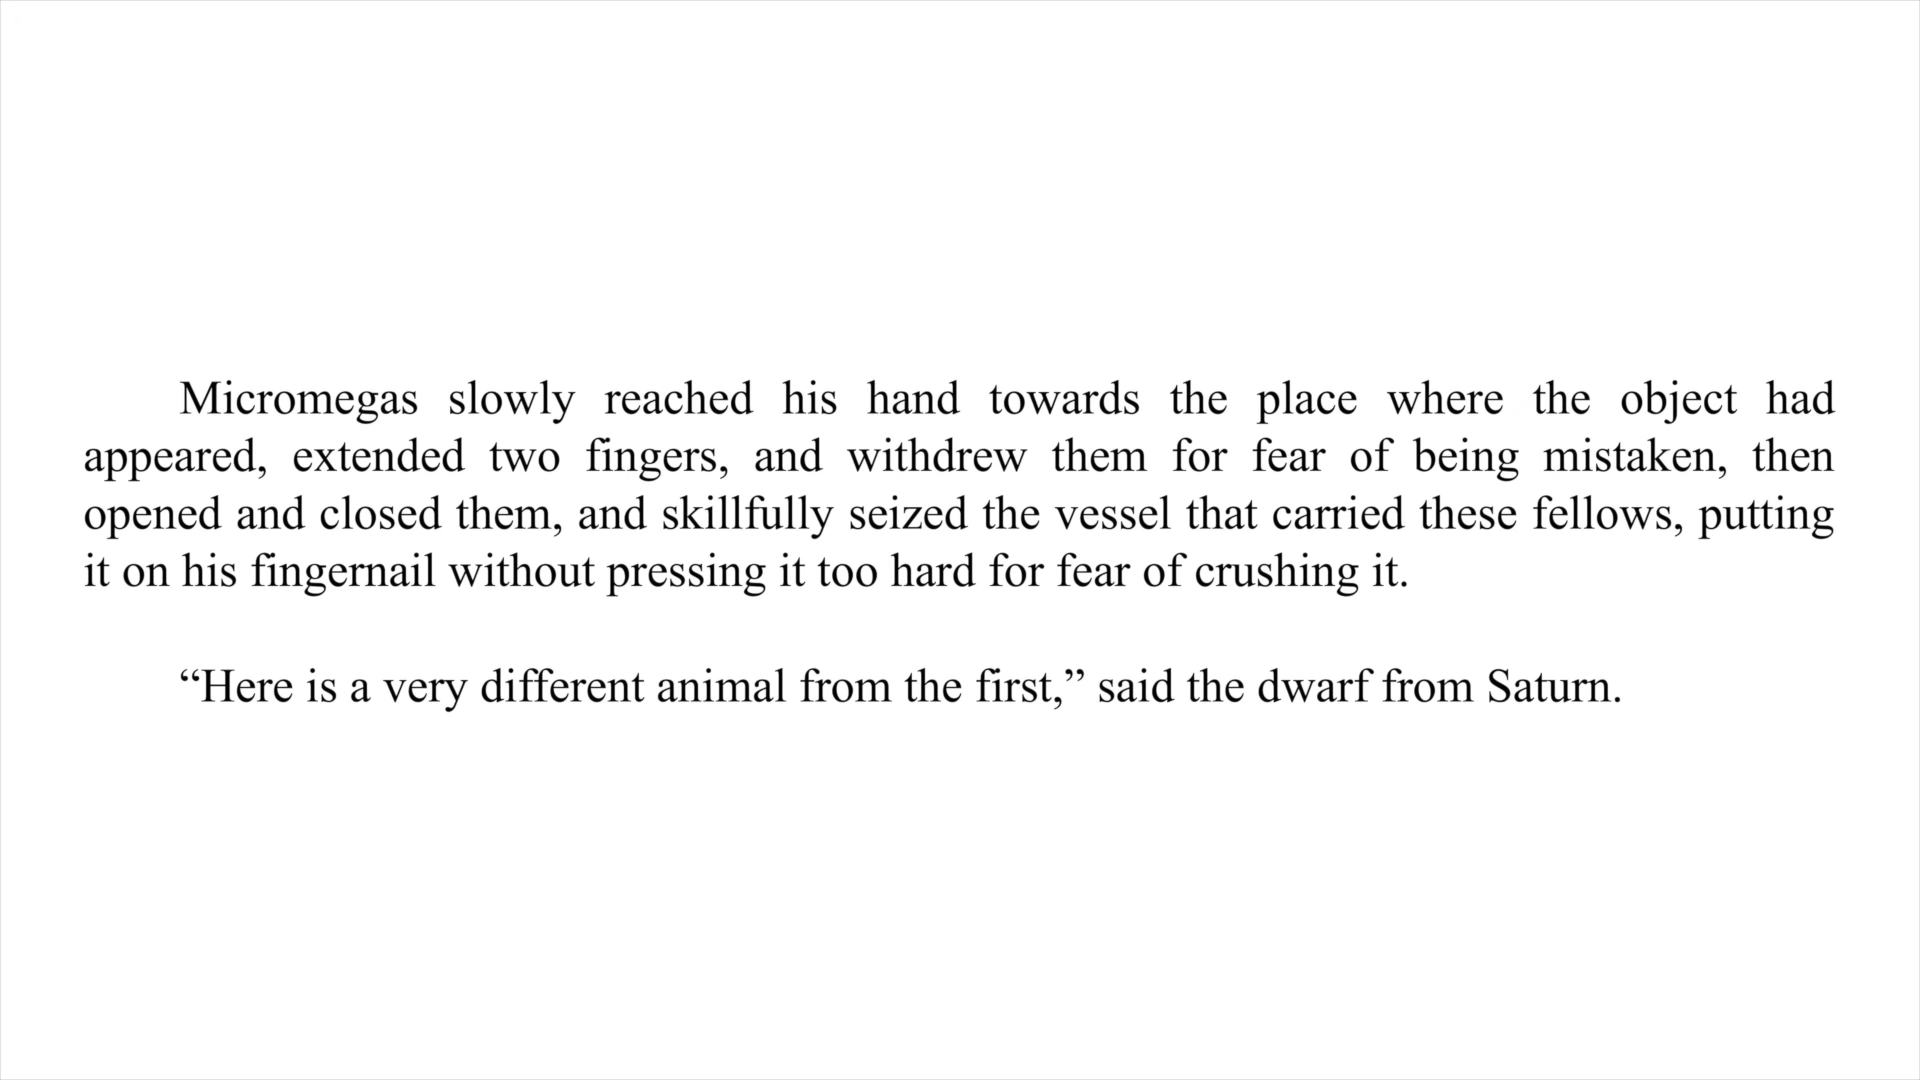 Micromegas slowly reached his hand towards the place where the object had
appeared, extended two fingers, and withdrew them for fear of being mistaken, then
opened and closed them, and skillfully seized the vessel that carried these fellows, putting
it on his fingernail without pressing it too hard for fear of crushing it.
“Here is a very different animal from the first,” said the dwarf from Saturn.